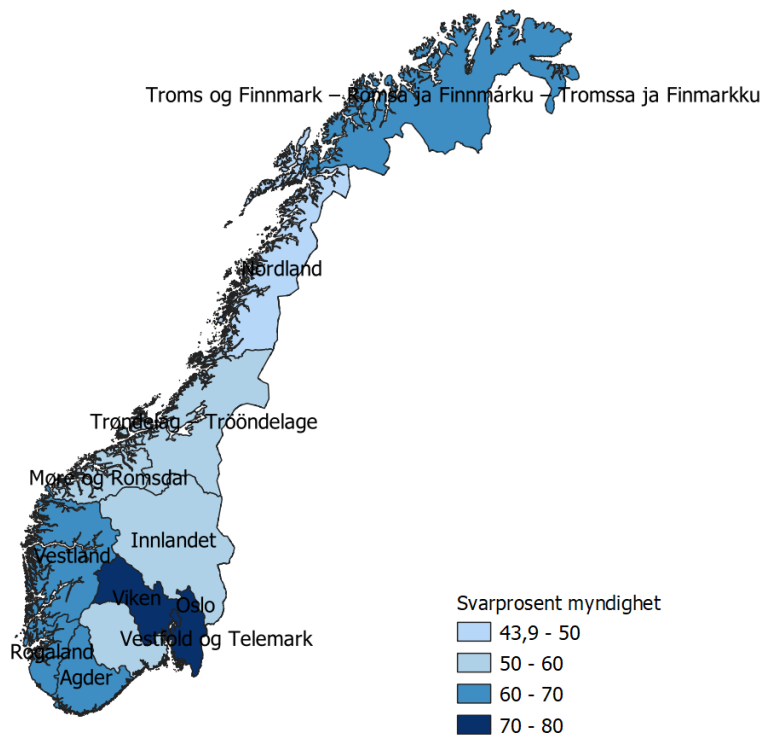 Troms og Finnmark – Romsa ja Finnmárku – Tromssa ja Finmarkku
Nordland
Trøndelag – Trööndelage
Møre og Romsdal
Innlandet
Vestland
Viken
Oslo
Vestfold og Telemark
Rogaland
Agder
Svarprosent myndighet
43,9 - 50
50 - 60
60 - 70
70 - 80